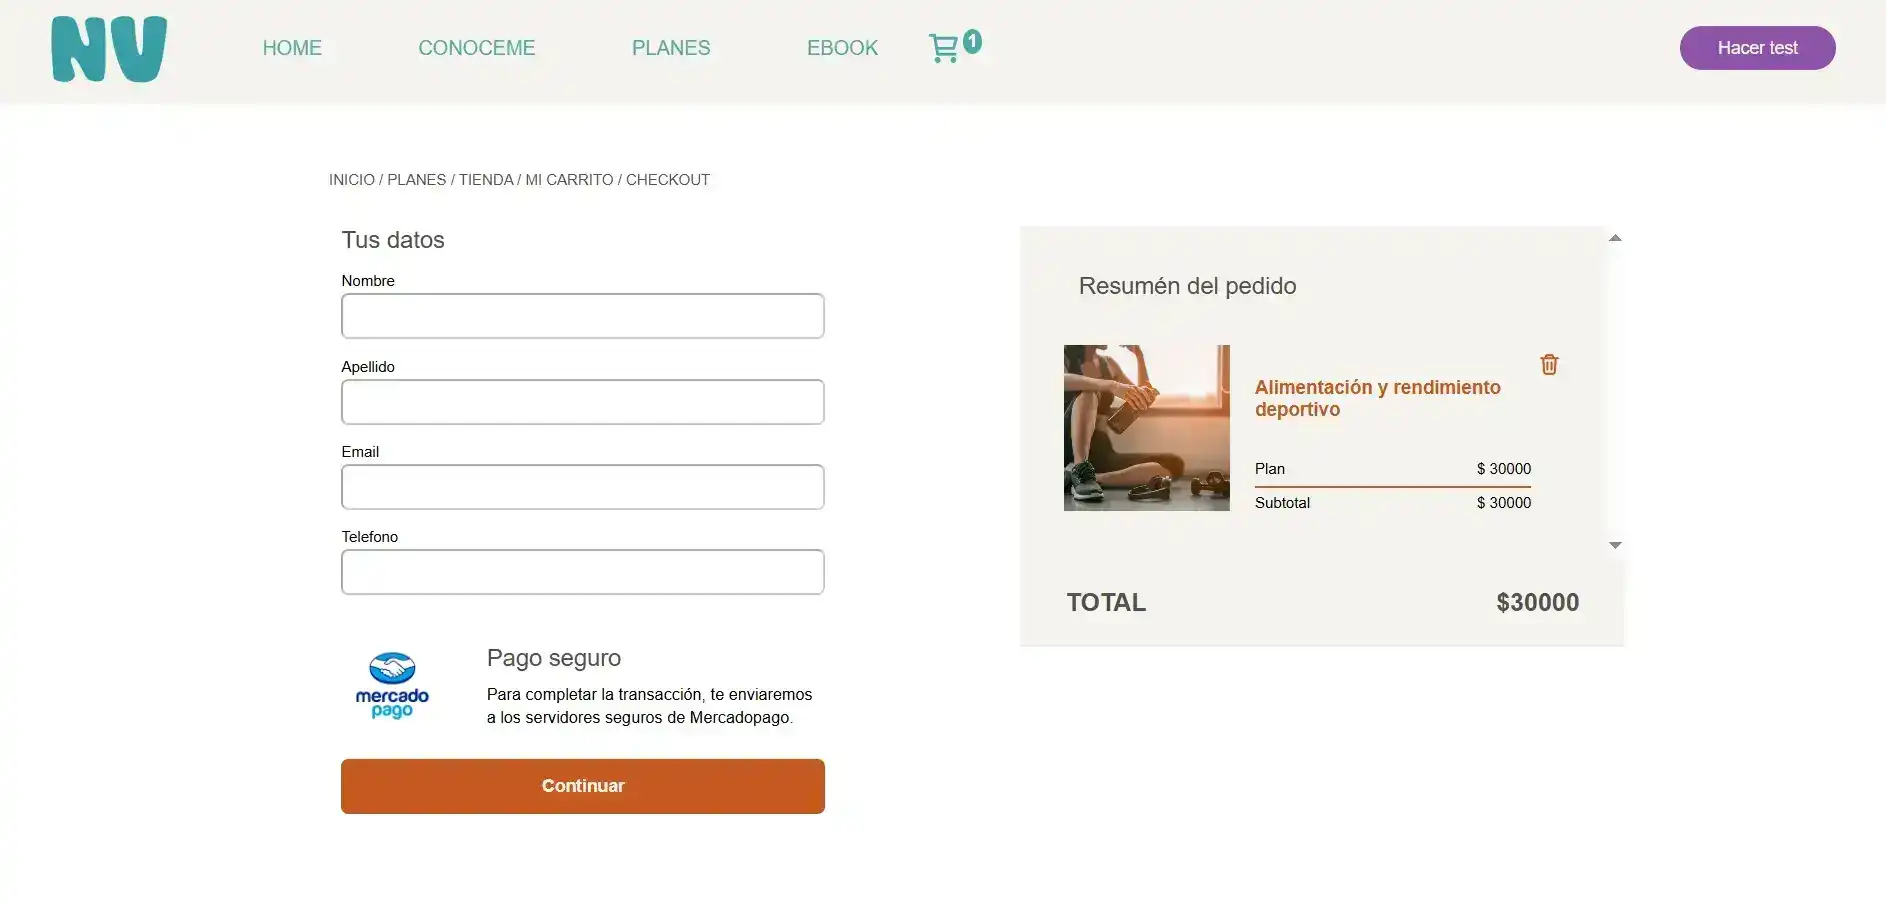 NV
HOME
CONOCEME
PLANES
EBOOK
1
Hacer test
INICIO / PLANES / TIENDA / MI CARRITO / CHECKOUT
Tus datos
Nombre
Apellido
Email
Telefono
mercado
pago
Pago seguro
Para completar la transacción, te enviaremos
a los servidores seguros de Mercadopago.
Continuar
Resumén del pedido
Alimentación y rendimiento
deportivo
Plan $ 30000
Subtotal $ 30000
TOTAL $30000